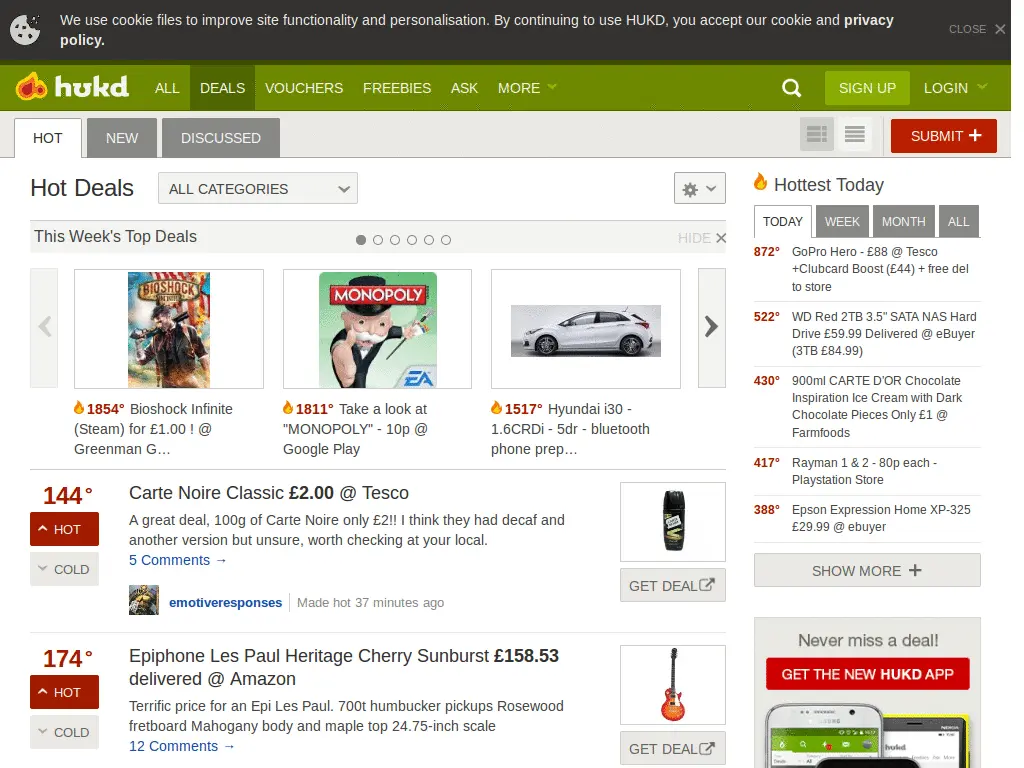 We use cookie files to improve site functionality and personalisation. By continuing to use HUKD, you accept our cookie and privacy
policy.
CLOSE
hukd ALL DEALS VOUCHERS FREEBIES ASK MORE SIGN UP LOGIN
HOT NEW DISCUSSED SUBMIT +
Hot Deals ALL CATEGORIES
This Week's Top Deals HIDE
BIOSHOCK INFINITE
MONOPOLY
EA
1854° Bioshock Infinite
(Steam) for £1.00 ! @
Greenman G…
1811° Take a look at
"MONOPOLY" - 10p @
Google Play
1517° Hyundai i30 -
1.6CRDi - 5dr - bluetooth
phone prep…
144°
HOT
COLD
Carte Noire Classic £2.00 @ Tesco
A great deal, 100g of Carte Noire only £2!! I think they had decaf and
another version but unsure, worth checking at your local.
5 Comments →
emotiveresponses Made hot 37 minutes ago
GET DEAL
174°
HOT
COLD
Epiphone Les Paul Heritage Cherry Sunburst £158.53
delivered @ Amazon
Terrific price for an Epi Les Paul. 700t humbucker pickups Rosewood
fretboard Mahogany body and maple top 24.75-inch scale
12 Comments →
GET DEAL
Hottest Today
TODAY WEEK MONTH ALL
872° GoPro Hero - £88 @ Tesco
+Clubcard Boost (£44) + free del
to store
522° WD Red 2TB 3.5" SATA NAS Hard
Drive £59.99 Delivered @ eBuyer
(3TB £84.99)
430° 900ml CARTE D'OR Chocolate
Inspiration Ice Cream with Dark
Chocolate Pieces Only £1 @
Farmfoods
417° Rayman 1 & 2 - 80p each -
Playstation Store
388° Epson Expression Home XP-325
£29.99 @ ebuyer
SHOW MORE +
Never miss a deal!
GET THE NEW HUKD APP
hukd